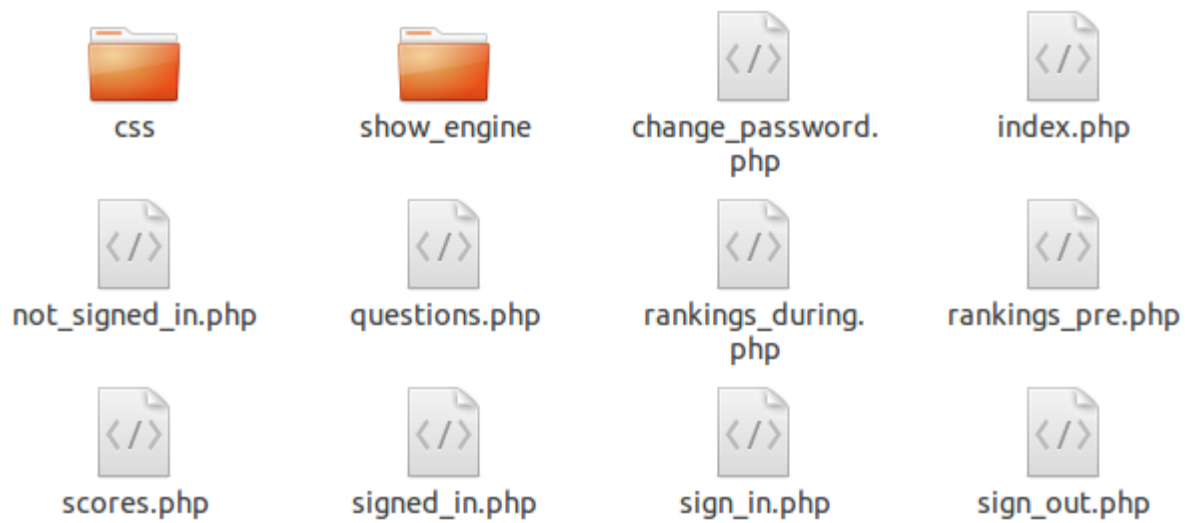 css
show_engine
change_password.
php
index.php
not_signed_in.php
questions.php
rankings_during.
php
rankings_pre.php
scores.php
signed_in.php
sign_in.php
sign_out.php